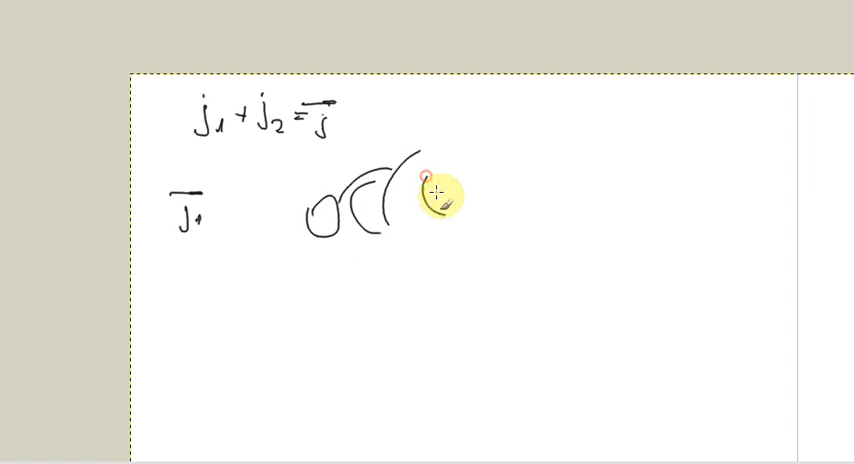 j₁ + j₂ = j̅
j̅₁